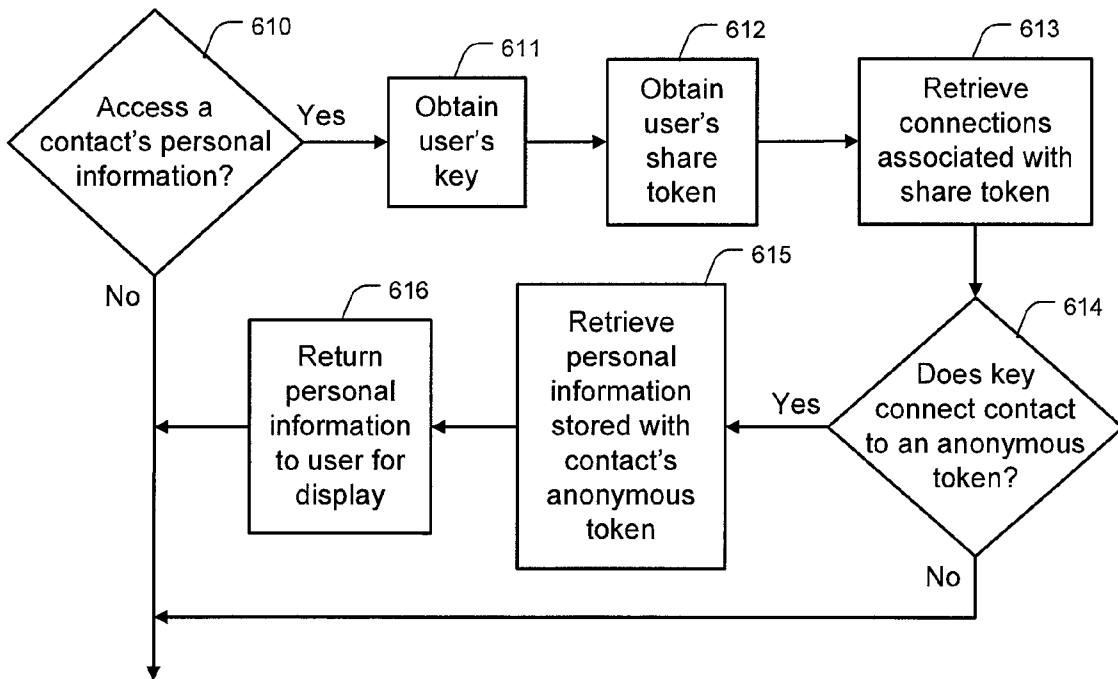 610
Access a
contact's personal
information?
Yes
611
Obtain
user's
key
612
Obtain
user's
share
token
613
Retrieve
connections
associated with
share token
614
Does key
connect contact
to an anonymous
token?
Yes
615
Retrieve
personal
information
stored with
contact's
anonymous
token
616
Return
personal
information
to user for
display
No
No